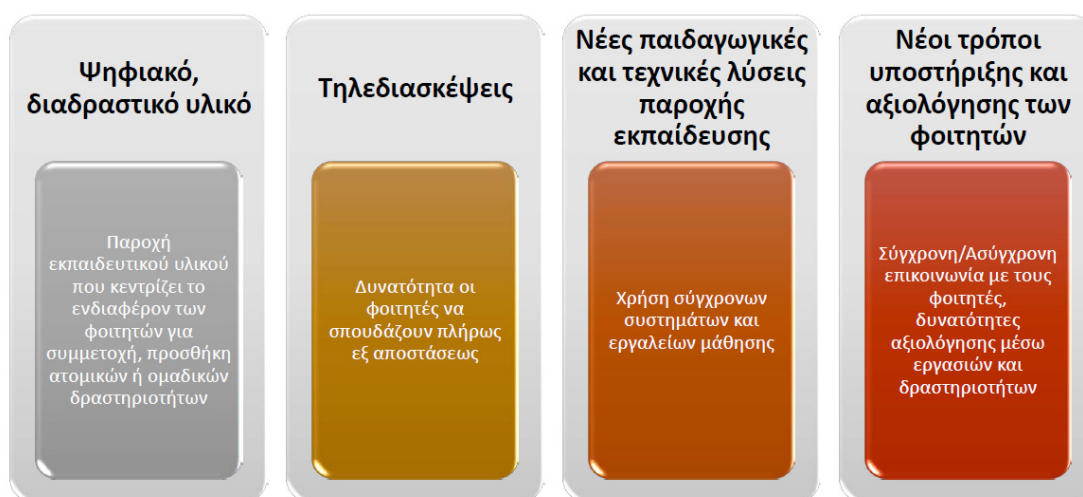 Ψηφιακό,
διαδραστικό υλικό
Παροχή
εκπαιδευτικού υλικού
που κεντρίζει το
ενδιαφέρον των
φοιτητών για
συμμετοχή, προσθήκη
ατομικών ή ομαδικών
δραστηριοτήτων
Τηλεδιασκέψεις
Δυνατότητα οι
φοιτητές να
σπουδάζουν πλήρως
εξ αποστάσεως
Νέες παιδαγωγικές
και τεχνικές λύσεις
παροχής
εκπαίδευσης
Χρήση σύγχρονων
συστημάτων και
εργαλείων μάθησης
Νέοι τρόποι
υποστήριξης και
αξιολόγησης των
φοιτητών
Σύγχρονη/Ασύγχρονη
επικοινωνία με τους
φοιτητές,
δυνατότητες
αξιολόγησης μέσω
εργασιών και
δραστηριοτήτων